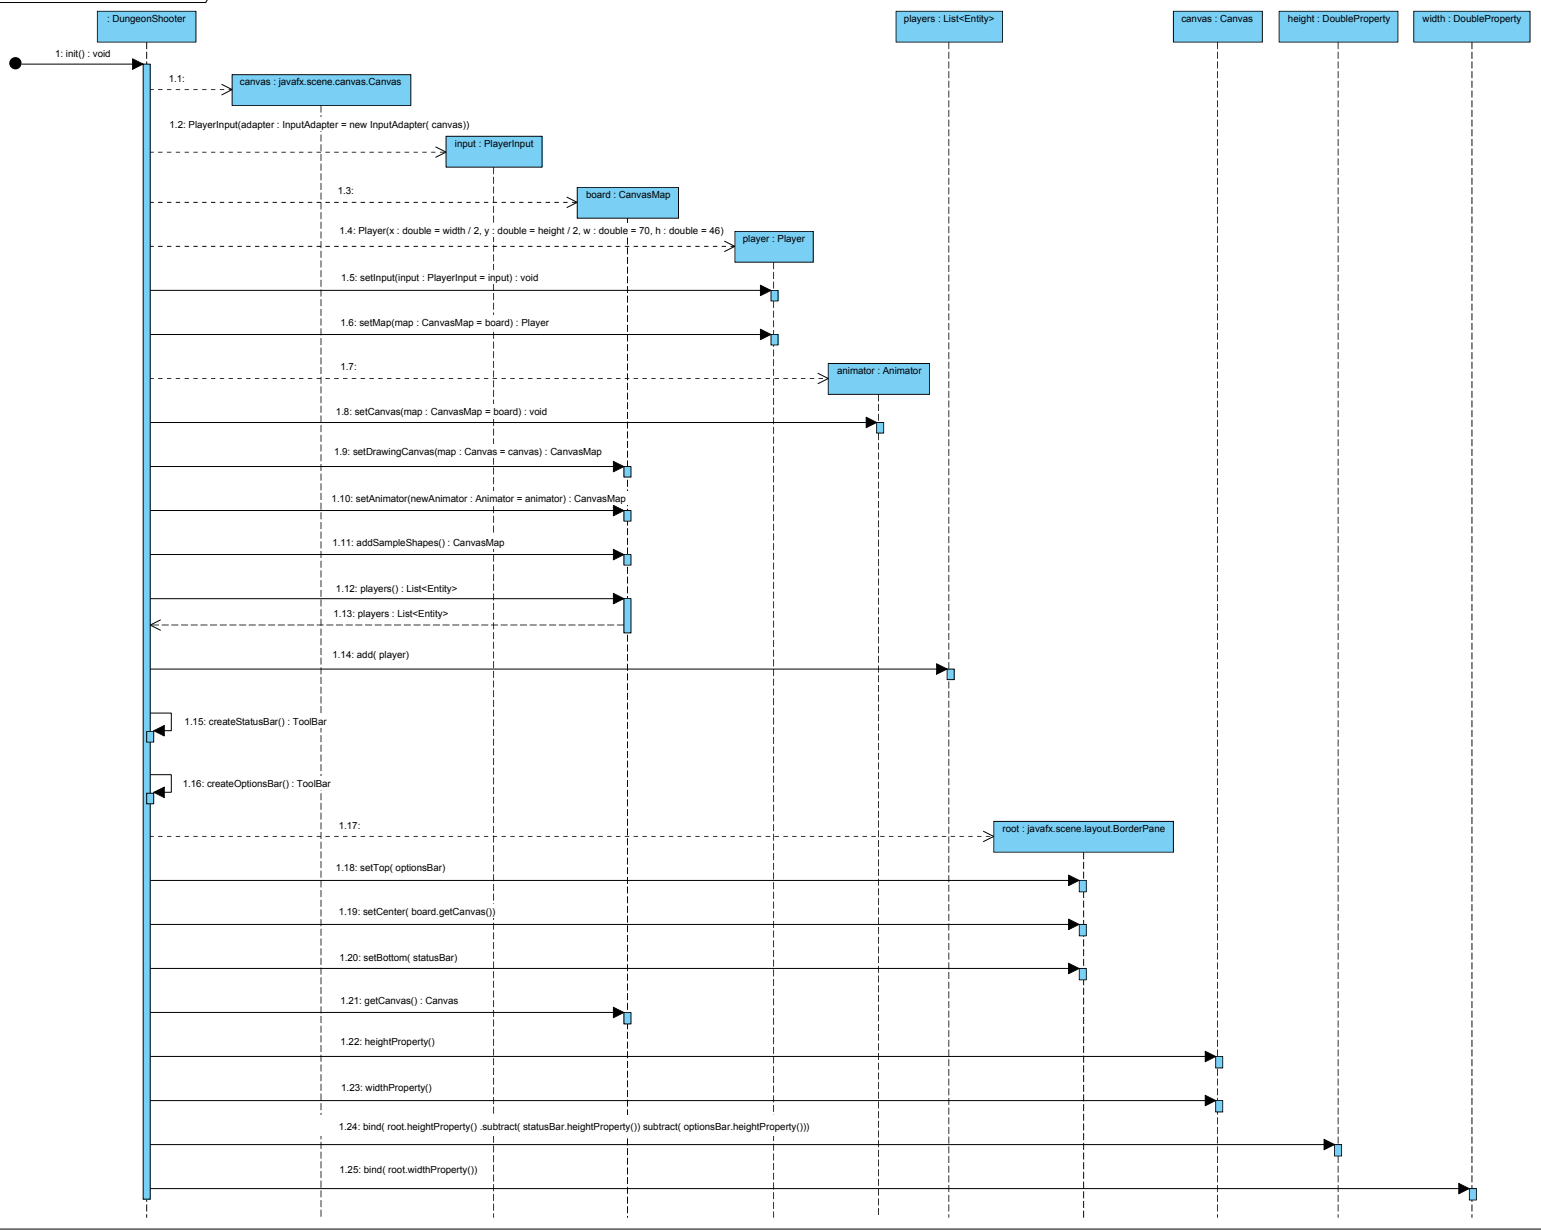 : DungeonShooter
players : List<Entity>
canvas : Canvas
height : DoubleProperty
width : DoubleProperty
1: init() : void
1.1:
canvas : javafx.scene.canvas.Canvas
1.2: PlayerInput(adapter : InputAdapter = new InputAdapter( canvas))
input : PlayerInput
1.3:
board : CanvasMap
1.4: Player(x : double = width / 2, y : double = height / 2, w : double = 70, h : double = 46)
player : Player
1.5: setInput(input : PlayerInput = input) : void
1.6: setMap(map : CanvasMap = board) : Player
1.7:
animator : Animator
1.8: setCanvas(map : CanvasMap = board) : void
1.9: setDrawingCanvas(map : Canvas = canvas) : CanvasMap
1.10: setAnimator(newAnimator : Animator = animator) : CanvasMap
1.11: addSampleShapes() : CanvasMap
1.12: players() : List<Entity>
1.13: players : List<Entity>
1.14: add( player)
1.15: createStatusBar() : ToolBar
1.16: createOptionsBar() : ToolBar
1.17:
root : javafx.scene.layout.BorderPane
1.18: setTop( optionsBar)
1.19: setCenter( board.getCanvas())
1.20: setBottom( statusBar)
1.21: getCanvas() : Canvas
1.22: heightProperty()
1.23: widthProperty()
1.24: bind( root.heightProperty() .subtract( statusBar.heightProperty()) subtract( optionsBar.heightProperty()))
1.25: bind( root.widthProperty())